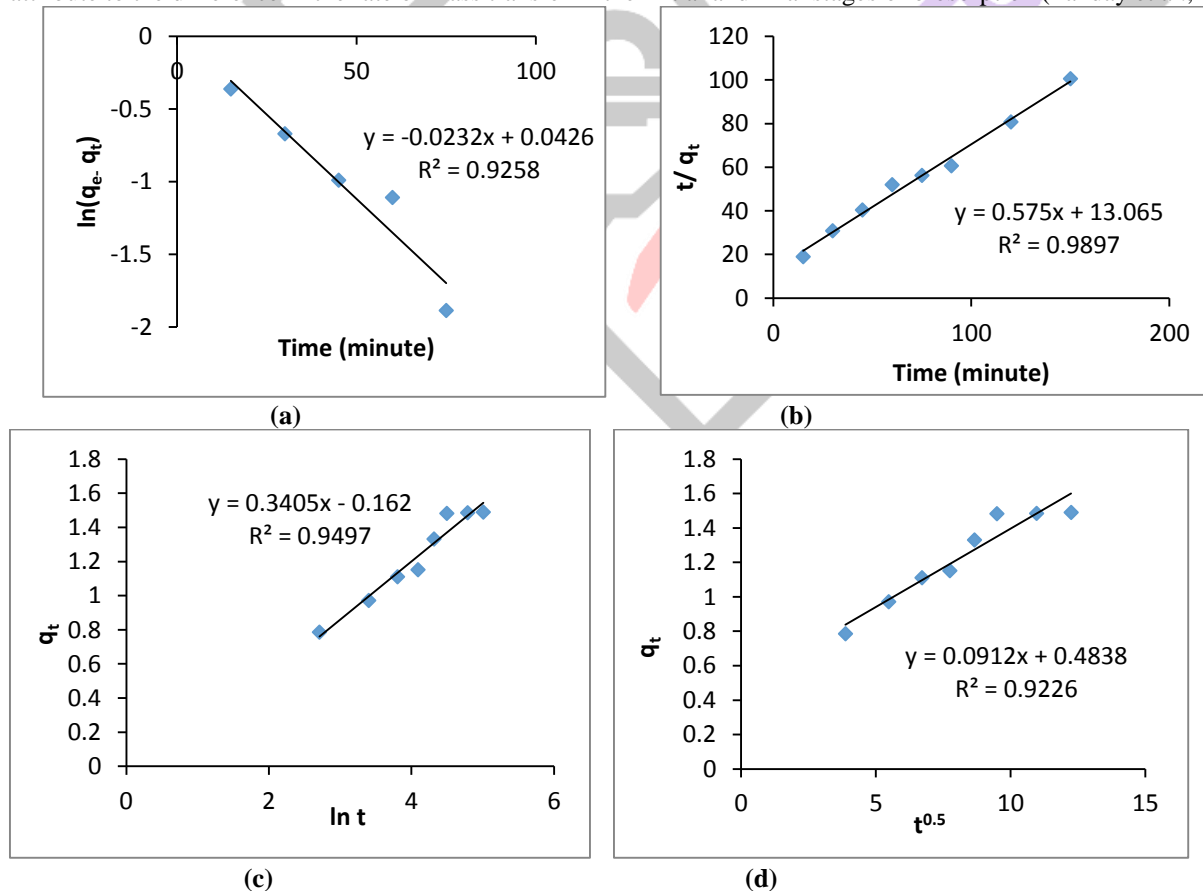 0
0 50 100
-0.5
-1
-1.5
-2
ln(qe- qt)
y = -0.0232x + 0.0426
R² = 0.9258
Time (minute)
(a)
120
100
80
60
40
20
0
t/ qt
y = 0.575x + 13.065
R² = 0.9897
0 100 200
Time (minute)
(b)
1.8
1.6
1.4
1.2
1
0.8
0.6
0.4
0.2
0
qt
y = 0.3405x - 0.162
R² = 0.9497
0 2 4 6
ln t
(c)
1.8
1.6
1.4
1.2
1
0.8
0.6
0.4
0.2
0
qt
y = 0.0912x + 0.4838
R² = 0.9226
0 5 10 15
t0.5
(d)